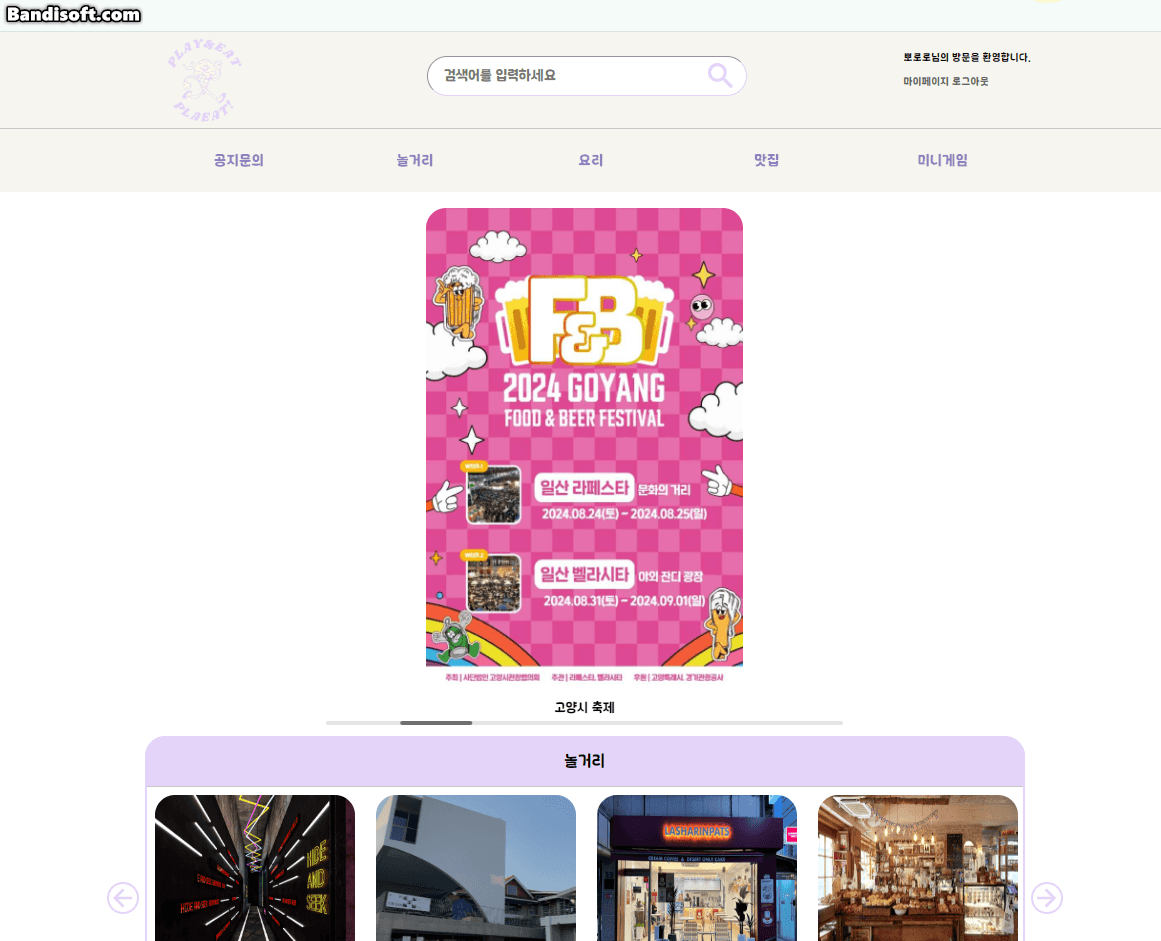 Bandisoft.com
PLAY&EAT
PLAEAT!
검색어를 입력하세요
뽀로로님의 방문을 환영합니다.
마이페이지 로그아웃
공지문의 놀거리 요리 맛집 미니게임
F&B
2024 GOYANG
FOOD & BEER FESTIVAL
WEEK.1
일산 라페스타 문화의 거리
2024.08.24(토) ~ 2024.08.25(일)
WEEK.2
일산 벨라시타 야외 잔디 광장
2024.08.31(토) ~ 2024.09.01(일)
주최 | 사단법인 고양시관광협의회 주관 | 라페스타, 벨라시타 후원 | 고양특례시, 경기관광공사
고양시 축제
놀거리
HIDE
AND
SEEK
LASHARINPATS